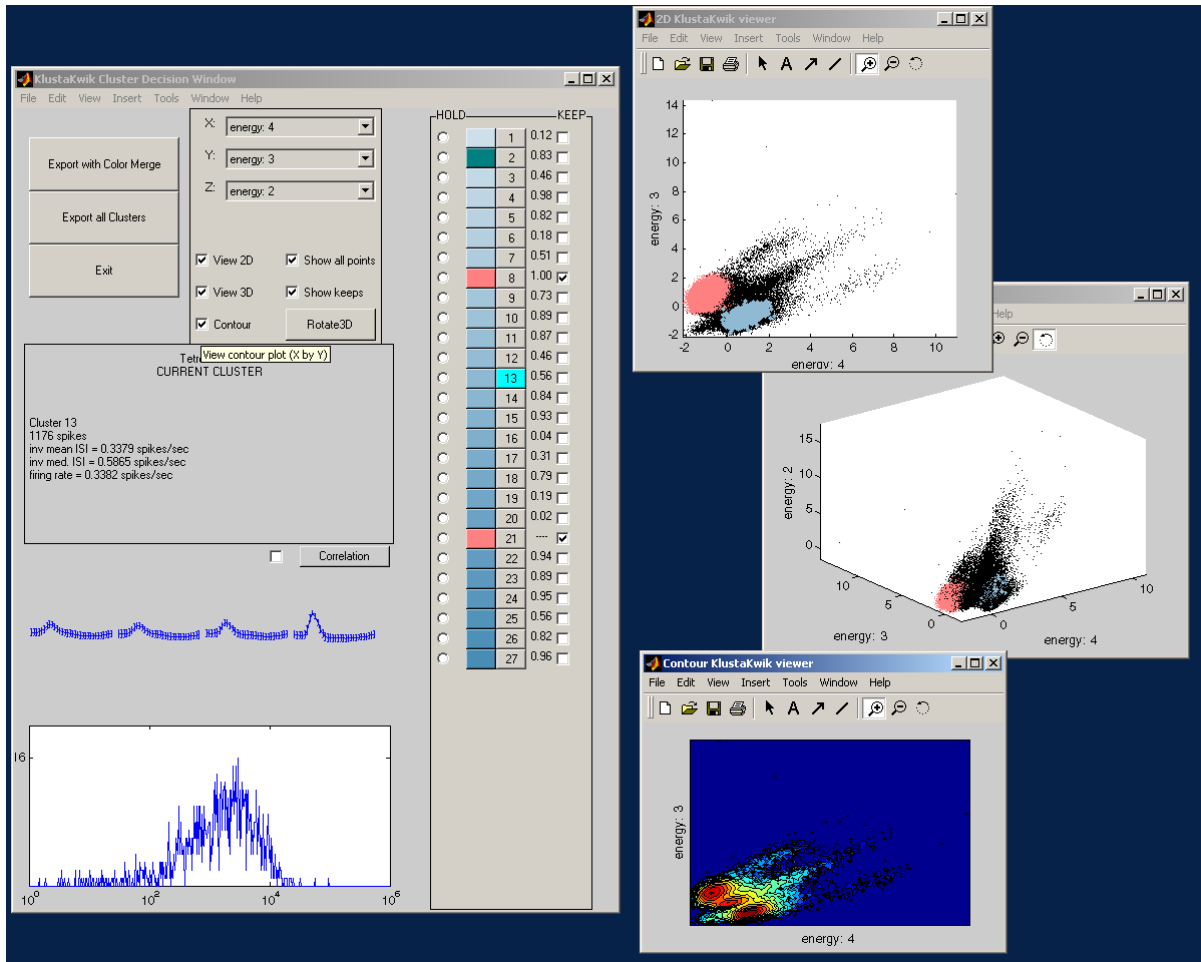 KlustaKwik Cluster Decision Window
File Edit View Insert Tools Window Help
Export with Color Merge
Export all Clusters
Exit
X: energy: 4
Y: energy: 3
Z: energy: 2
View 2D Show all points
View 3D Show keeps
Contour Rotate3D
View contour plot (X by Y)
CURRENT CLUSTER
Cluster 13
1176 spikes
inv mean ISI = 0.3379 spikes/sec
inv med. ISI = 0.5865 spikes/sec
firing rate = 0.3382 spikes/sec
Correlation
16
10^0 10^2 10^4 10^6
HOLD KEEP
1 0.12
2 0.83
3 0.46
4 0.98
5 0.82
6 0.18
7 0.51
8 1.00
9 0.73
10 0.89
11 0.87
12 0.46
13 0.56
14 0.84
15 0.93
16 0.04
17 0.31
18 0.79
19 0.19
20 0.02
21 ----
22 0.94
23 0.89
24 0.95
25 0.56
26 0.82
27 0.96
2D KlustaKwik viewer
File Edit View Insert Tools Window Help
14
12
10
8
6
4
2
0
-2
energy: 3
-2 0 2 4 6 8 10
energy: 4
Help
15
10
5
0
energy: 2
10
5
0
energy: 3
0
5
10
energy: 4
Contour KlustaKwik viewer
File Edit View Insert Tools Window Help
energy: 3
energy: 4